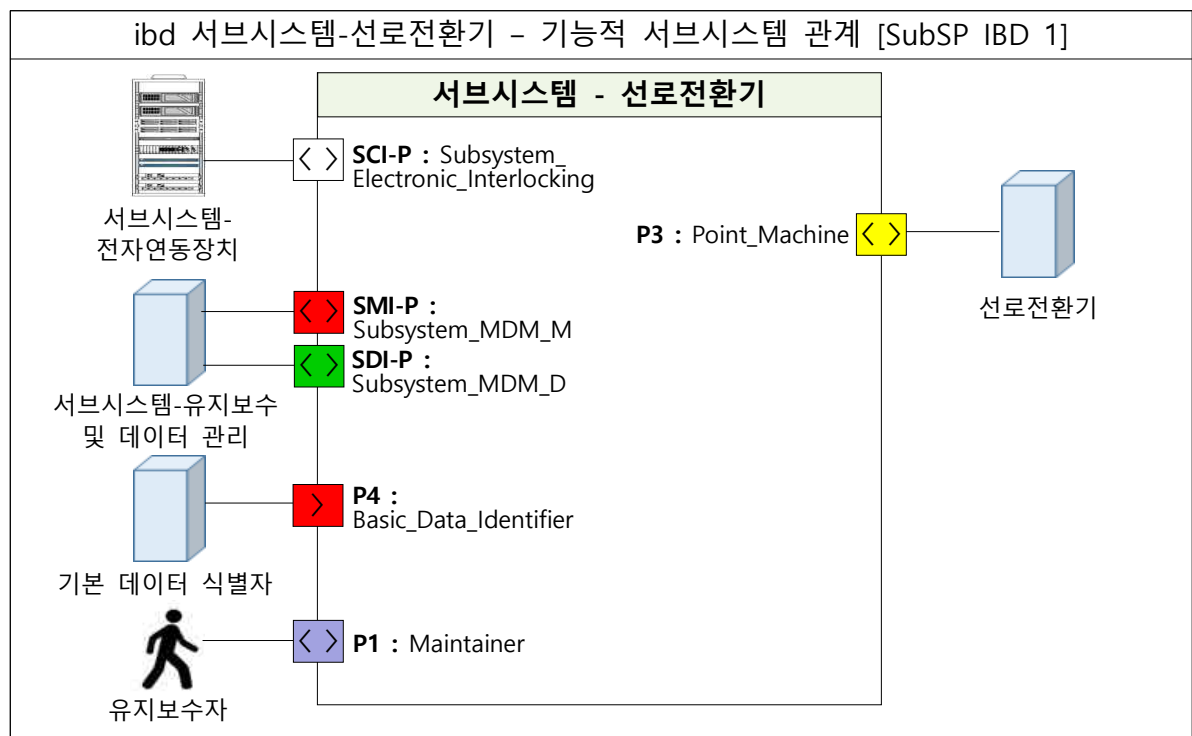 ibd 서브시스템-선로전환기 – 기능적 서브시스템 관계 [SubSP IBD 1]
서브시스템 - 선로전환기
SCI-P : Subsystem_
Electronic_Interlocking
서브시스템-
전자연동장치
P3 : Point_Machine
선로전환기
SMI-P :
Subsystem_MDM_M
SDI-P :
Subsystem_MDM_D
서브시스템-유지보수
및 데이터 관리
P4 :
Basic_Data_Identifier
기본 데이터 식별자
P1 : Maintainer
유지보수자